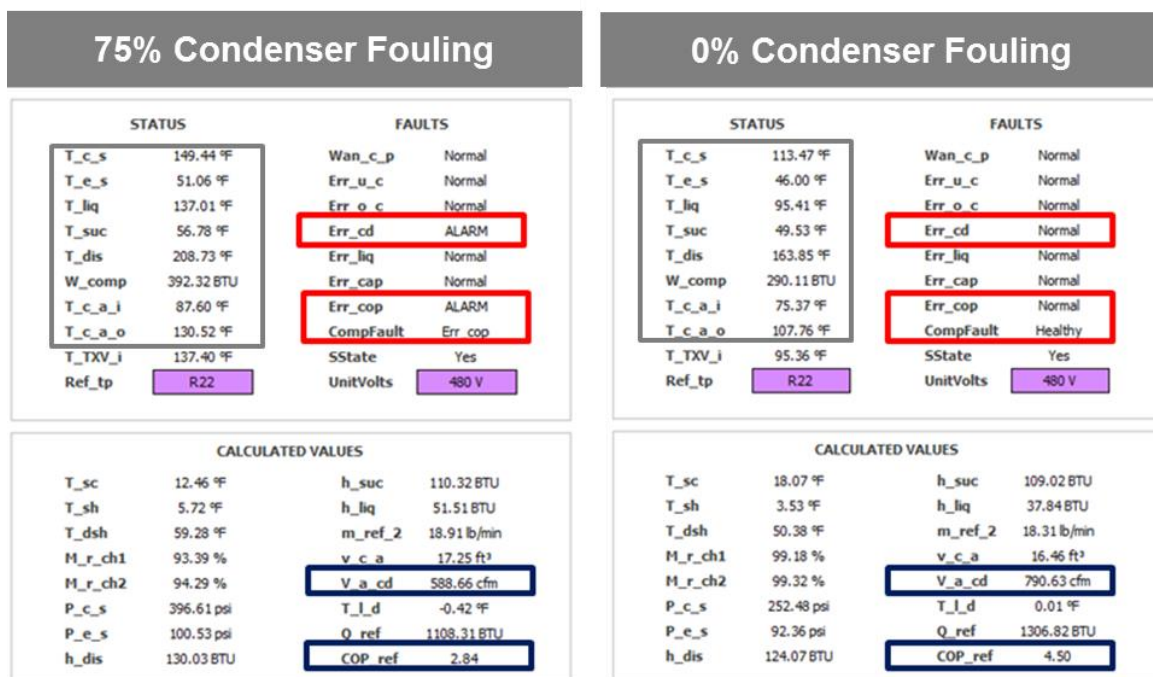 75% Condenser Fouling
STATUS FAULTS
T_c_s 149.44 °F Wan_c_p Normal
T_e_s 51.06 °F Err_u_c Normal
T_liq 137.01 °F Err_o_c Normal
T_suc 56.78 °F Err_cd ALARM
T_dis 208.73 °F Err_liq Normal
W_comp 392.32 BTU Err_cap Normal
T_c_a_i 87.60 °F Err_cop ALARM
T_c_a_o 130.52 °F CompFault Err_cop
T_TXV_i 137.40 °F SState Yes
Ref_tp R22 UnitVolts 480 V
CALCULATED VALUES
T_sc 12.46 °F h_suc 110.32 BTU
T_sh 5.72 °F h_liq 51.51 BTU
T_dsh 59.28 °F m_ref_2 18.91 lb/min
M_r_ch1 93.39 % v_c_a 17.25 ft³
M_r_ch2 94.29 % V_a_cd 588.66 cfm
P_c_s 396.61 psi T_l_d -0.42 °F
P_e_s 100.53 psi Q_ref 1108.31 BTU
h_dis 130.03 BTU COP_ref 2.84
0% Condenser Fouling
STATUS FAULTS
T_c_s 113.47 °F Wan_c_p Normal
T_e_s 46.00 °F Err_u_c Normal
T_liq 95.41 °F Err_o_c Normal
T_suc 49.53 °F Err_cd Normal
T_dis 163.85 °F Err_liq Normal
W_comp 290.11 BTU Err_cap Normal
T_c_a_i 75.37 °F Err_cop Normal
T_c_a_o 107.76 °F CompFault Healthy
T_TXV_i 95.36 °F SState Yes
Ref_tp R22 UnitVolts 480 V
CALCULATED VALUES
T_sc 18.07 °F h_suc 109.02 BTU
T_sh 3.53 °F h_liq 37.84 BTU
T_dsh 50.38 °F m_ref_2 18.31 lb/min
M_r_ch1 99.18 % v_c_a 16.46 ft³
M_r_ch2 99.32 % V_a_cd 790.63 cfm
P_c_s 252.48 psi T_l_d 0.01 °F
P_e_s 92.36 psi Q_ref 1306.82 BTU
h_dis 124.07 BTU COP_ref 4.50